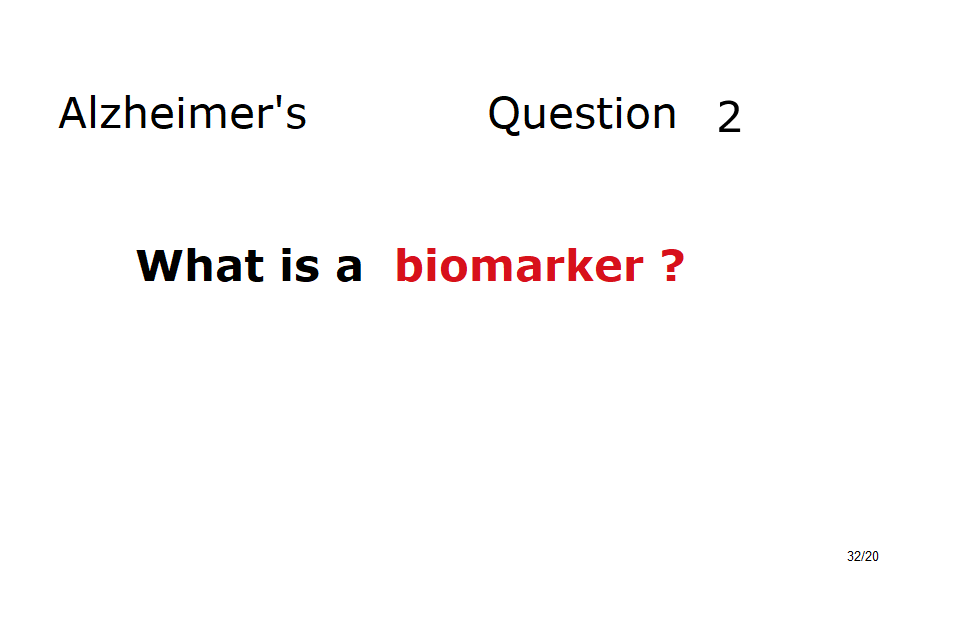 Alzheimer's Question 2
What is a biomarker ?
32/20